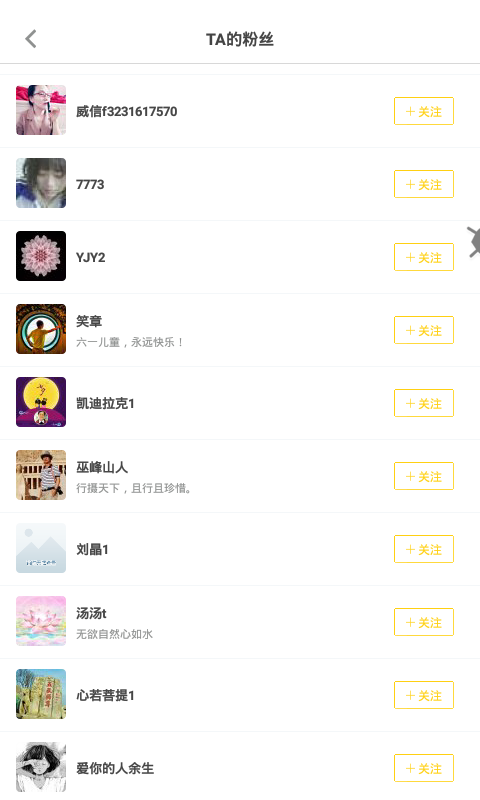 TA的粉丝
威信f3231617570
+ 关注
7773
+ 关注
YJY2
+ 关注
笑章
六一儿童，永远快乐！
+ 关注
凯迪拉克1
+ 关注
巫峰山人
行摄天下，且行且珍惜。
+ 关注
刘晶1
+ 关注
汤汤t
无欲自然心如水
+ 关注
心若菩提1
+ 关注
爱你的人余生
+ 关注